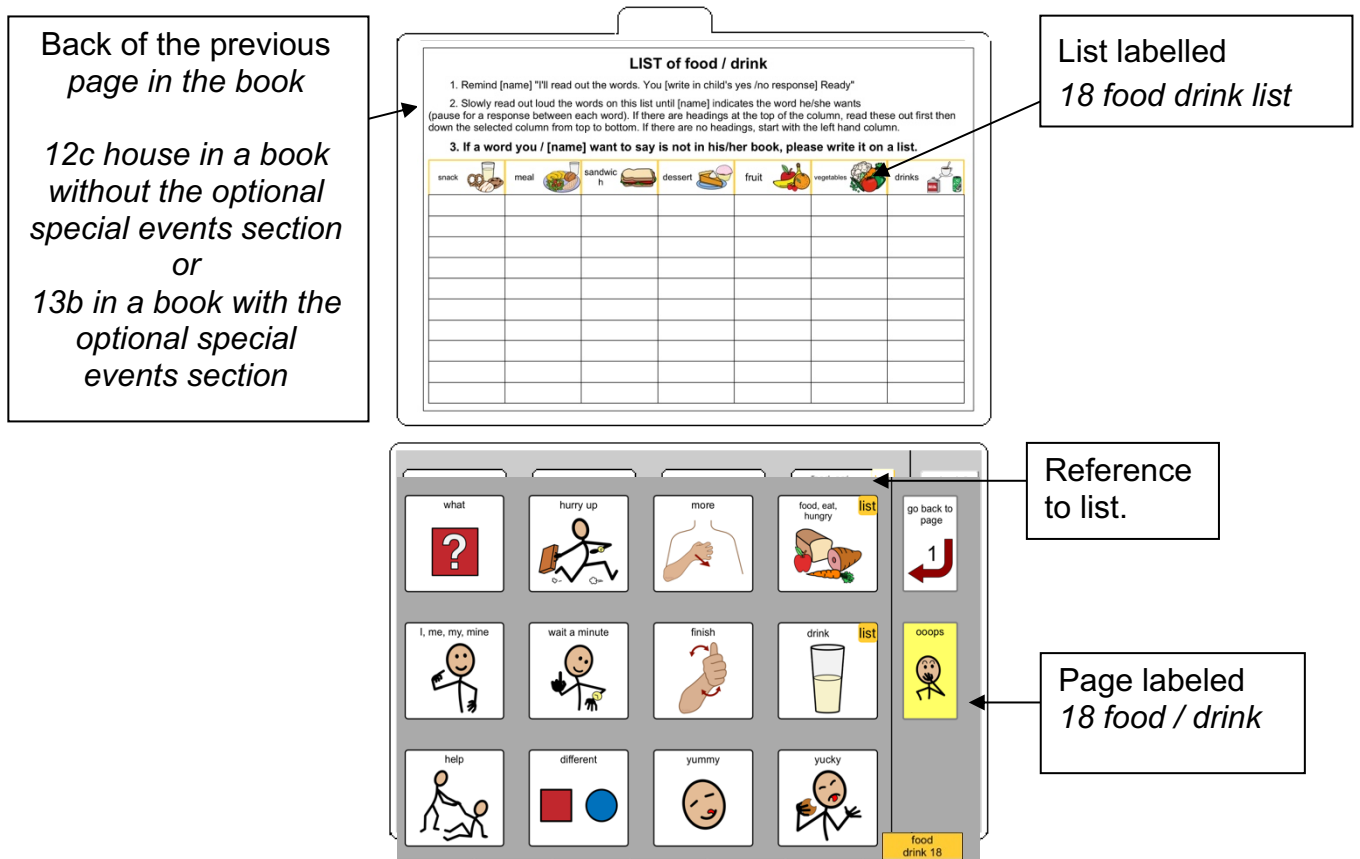 Back of the previous
page in the book
12c house in a book
without the optional
special events section
or
13b in a book with the
optional special
events section
LIST of food / drink
1. Remind [name] "I'll read out the words. You [write in child's yes /no response] Ready"
2. Slowly read out loud the words on this list until [name] indicates the word he/she wants
(pause for a response between each word). If there are headings at the top of the column, read these out first then
down the selected column from top to bottom. If there are no headings, start with the left hand column.
3. If a word you / [name] want to say is not in his/her book, please write it on a list.
snack meal sandwic dessert fruit vegetables drinks
h
List labelled
18 food drink list
Reference
to list.
what hurry up more food, eat, list go back to
hungry page
?
1
I, me, my, mine wait a minute finish drink list ooops
Page labeled
18 food / drink
help different yummy yucky
food
drink 18